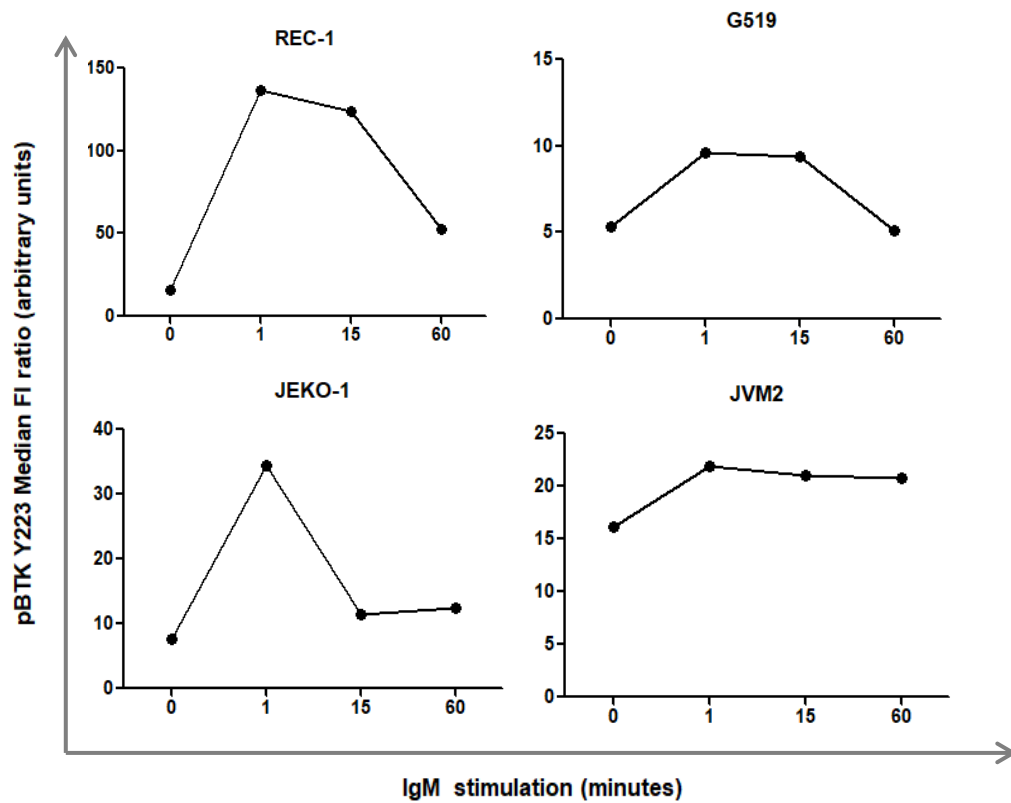 REC-1
150
100
50
0
0 1 15 60
G519
15
10
5
0
0 1 15 60
JEKO-1
40
30
20
10
0
0 1 15 60
JVM2
25
20
15
10
5
0
0 1 15 60
pBTK Y223 Median FI ratio (arbitrary units)
IgM stimulation (minutes)